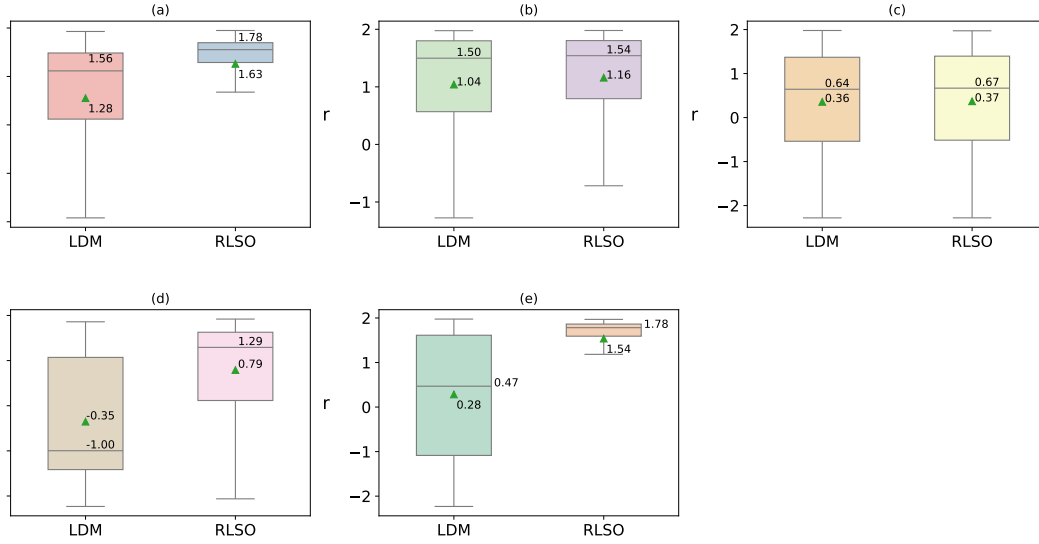 (a)
1.56
1.28
1.78
1.63
LDM
RLSO
(b)
r
2
1
0
−1
1.50
1.04
1.54
1.16
LDM
RLSO
(c)
r
2
1
0
−1
−2
0.64
0.36
0.67
0.37
LDM
RLSO
(d)
-0.35
-1.00
1.29
0.79
LDM
RLSO
(e)
r
2
1
0
−1
−2
0.47
0.28
1.78
1.54
LDM
RLSO